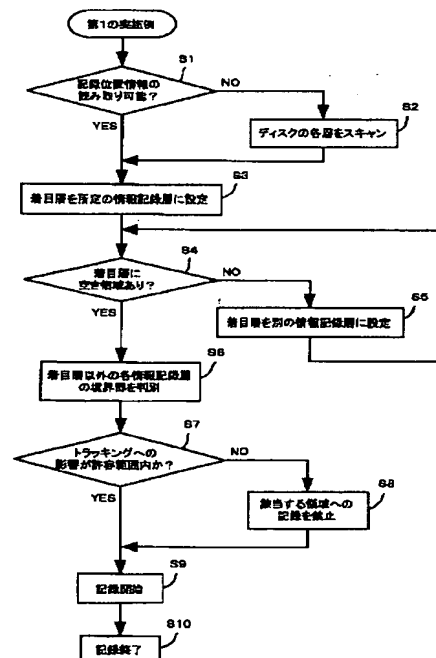 第1の実施例
S1
記録位置情報の
読み取り可能？
NO
YES
S2
ディスクの各層をスキャン
S3
着目層を所定の情報記録層に設定
S4
着目層に
空き領域あり？
NO
YES
S5
着目層を別の情報記録層に設定
S6
着目層以外の各情報記録層
の境界部を判別
S7
トラッキングへの
影響が許容範囲内か？
NO
YES
S8
該当する領域への
記録を禁止
S9
記録開始
S10
記録終了